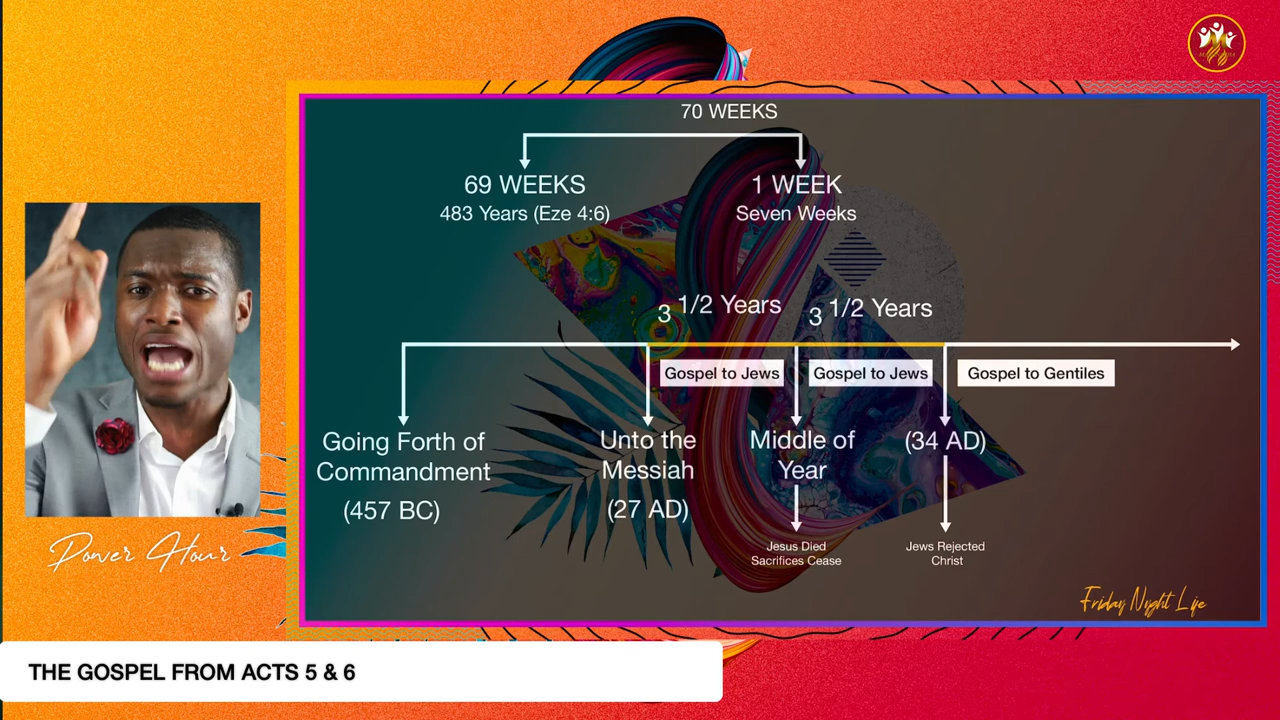 70 WEEKS
69 WEEKS
483 Years (Eze 4:6)
1 WEEK
Seven Weeks
3 1/2 Years
3 1/2 Years
Gospel to Jews
Gospel to Jews
Gospel to Gentiles
Going Forth of
Commandment
(457 BC)
Unto the
Messiah
(27 AD)
Middle of
Year
Jesus Died
Sacrifices Cease
(34 AD)
Jews Rejected
Christ
Power Hour
Friday Night Life
THE GOSPEL FROM ACTS 5 & 6